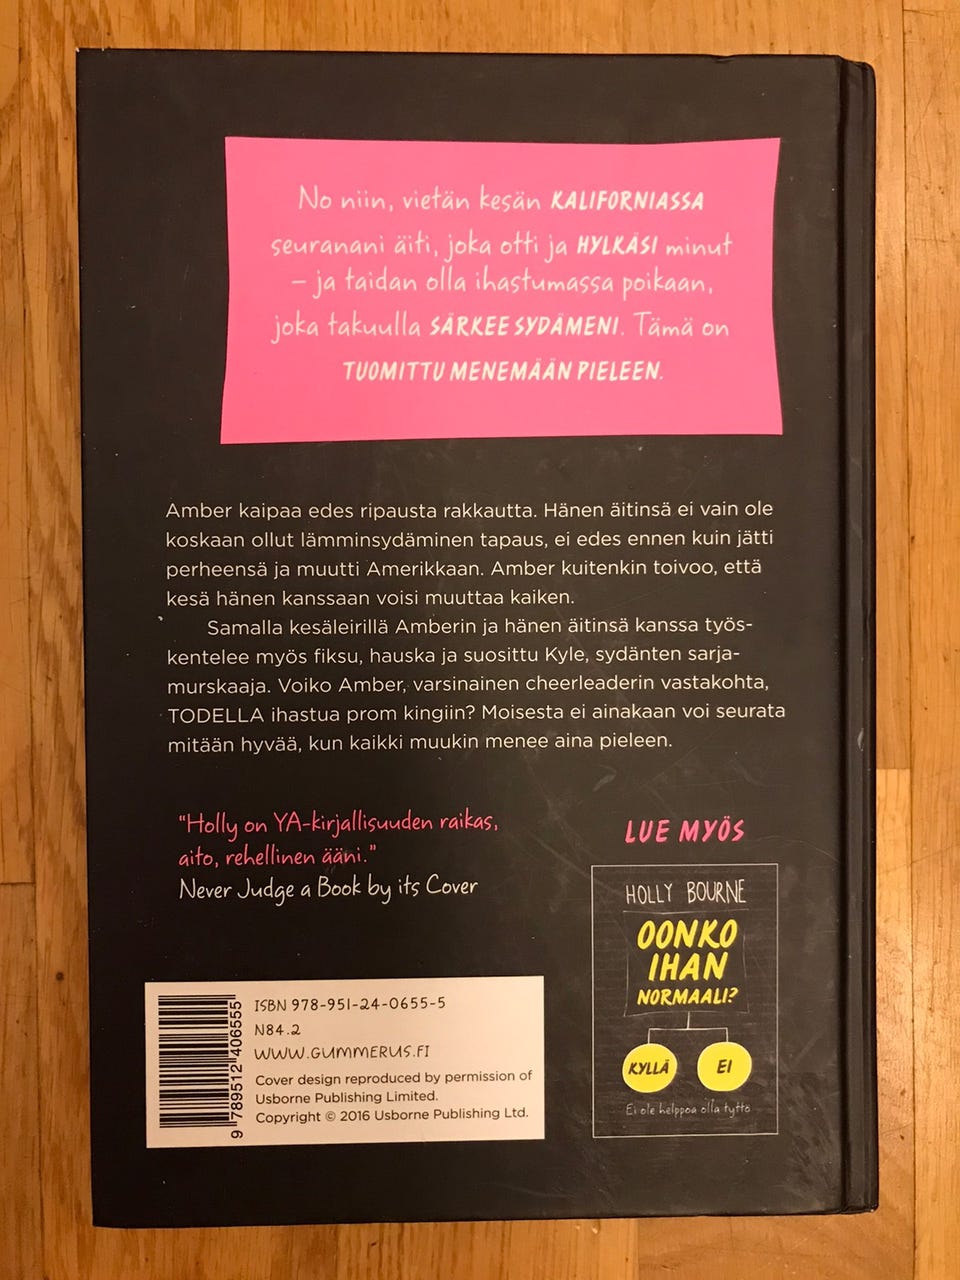 No niin, vietän kesän KALIFORNIASSA
seuranani äiti, joka otti ja HYLKÄSI minut
– ja taidan olla ihastumassa poikaan,
joka takuulla SÄRKEE SYDÄMENI. Tämä on
TUOMITTU MENEMÄÄN PIELEEN.
Amber kaipaa edes ripausta rakkautta. Hänen äitinsä ei vain ole
koskaan ollut lämminsydäminen tapaus, ei edes ennen kuin jätti
perheensä ja muutti Amerikkaan. Amber kuitenkin toivoo, että
kesä hänen kanssaan voisi muuttaa kaiken.
Samalla kesäleirillä Amberin ja hänen äitinsä kanssa työs-
kentelee myös fiksu, hauska ja suosittu Kyle, sydänten sarja-
murskaaja. Voiko Amber, varsinainen cheerleaderin vastakohta,
TODELLA ihastua prom kingiin? Moisesta ei ainakaan voi seurata
mitään hyvää, kun kaikki muukin menee aina pieleen.
"Holly on YA-kirjallisuuden raikas,
aito, rehellinen ääni."
Never Judge a Book by its Cover
LUE MYÖS
HOLLY BOURNE
OONKO
IHAN
NORMAALI?
KYLLÄ
EI
Ei ole helppoa olla tyttö
ISBN 978-951-24-0655-5
N84.2
WWW.GUMMERUS.FI
Cover design reproduced by permission of
Usborne Publishing Limited.
Copyright © 2016 Usborne Publishing Ltd.
9 789512 406555